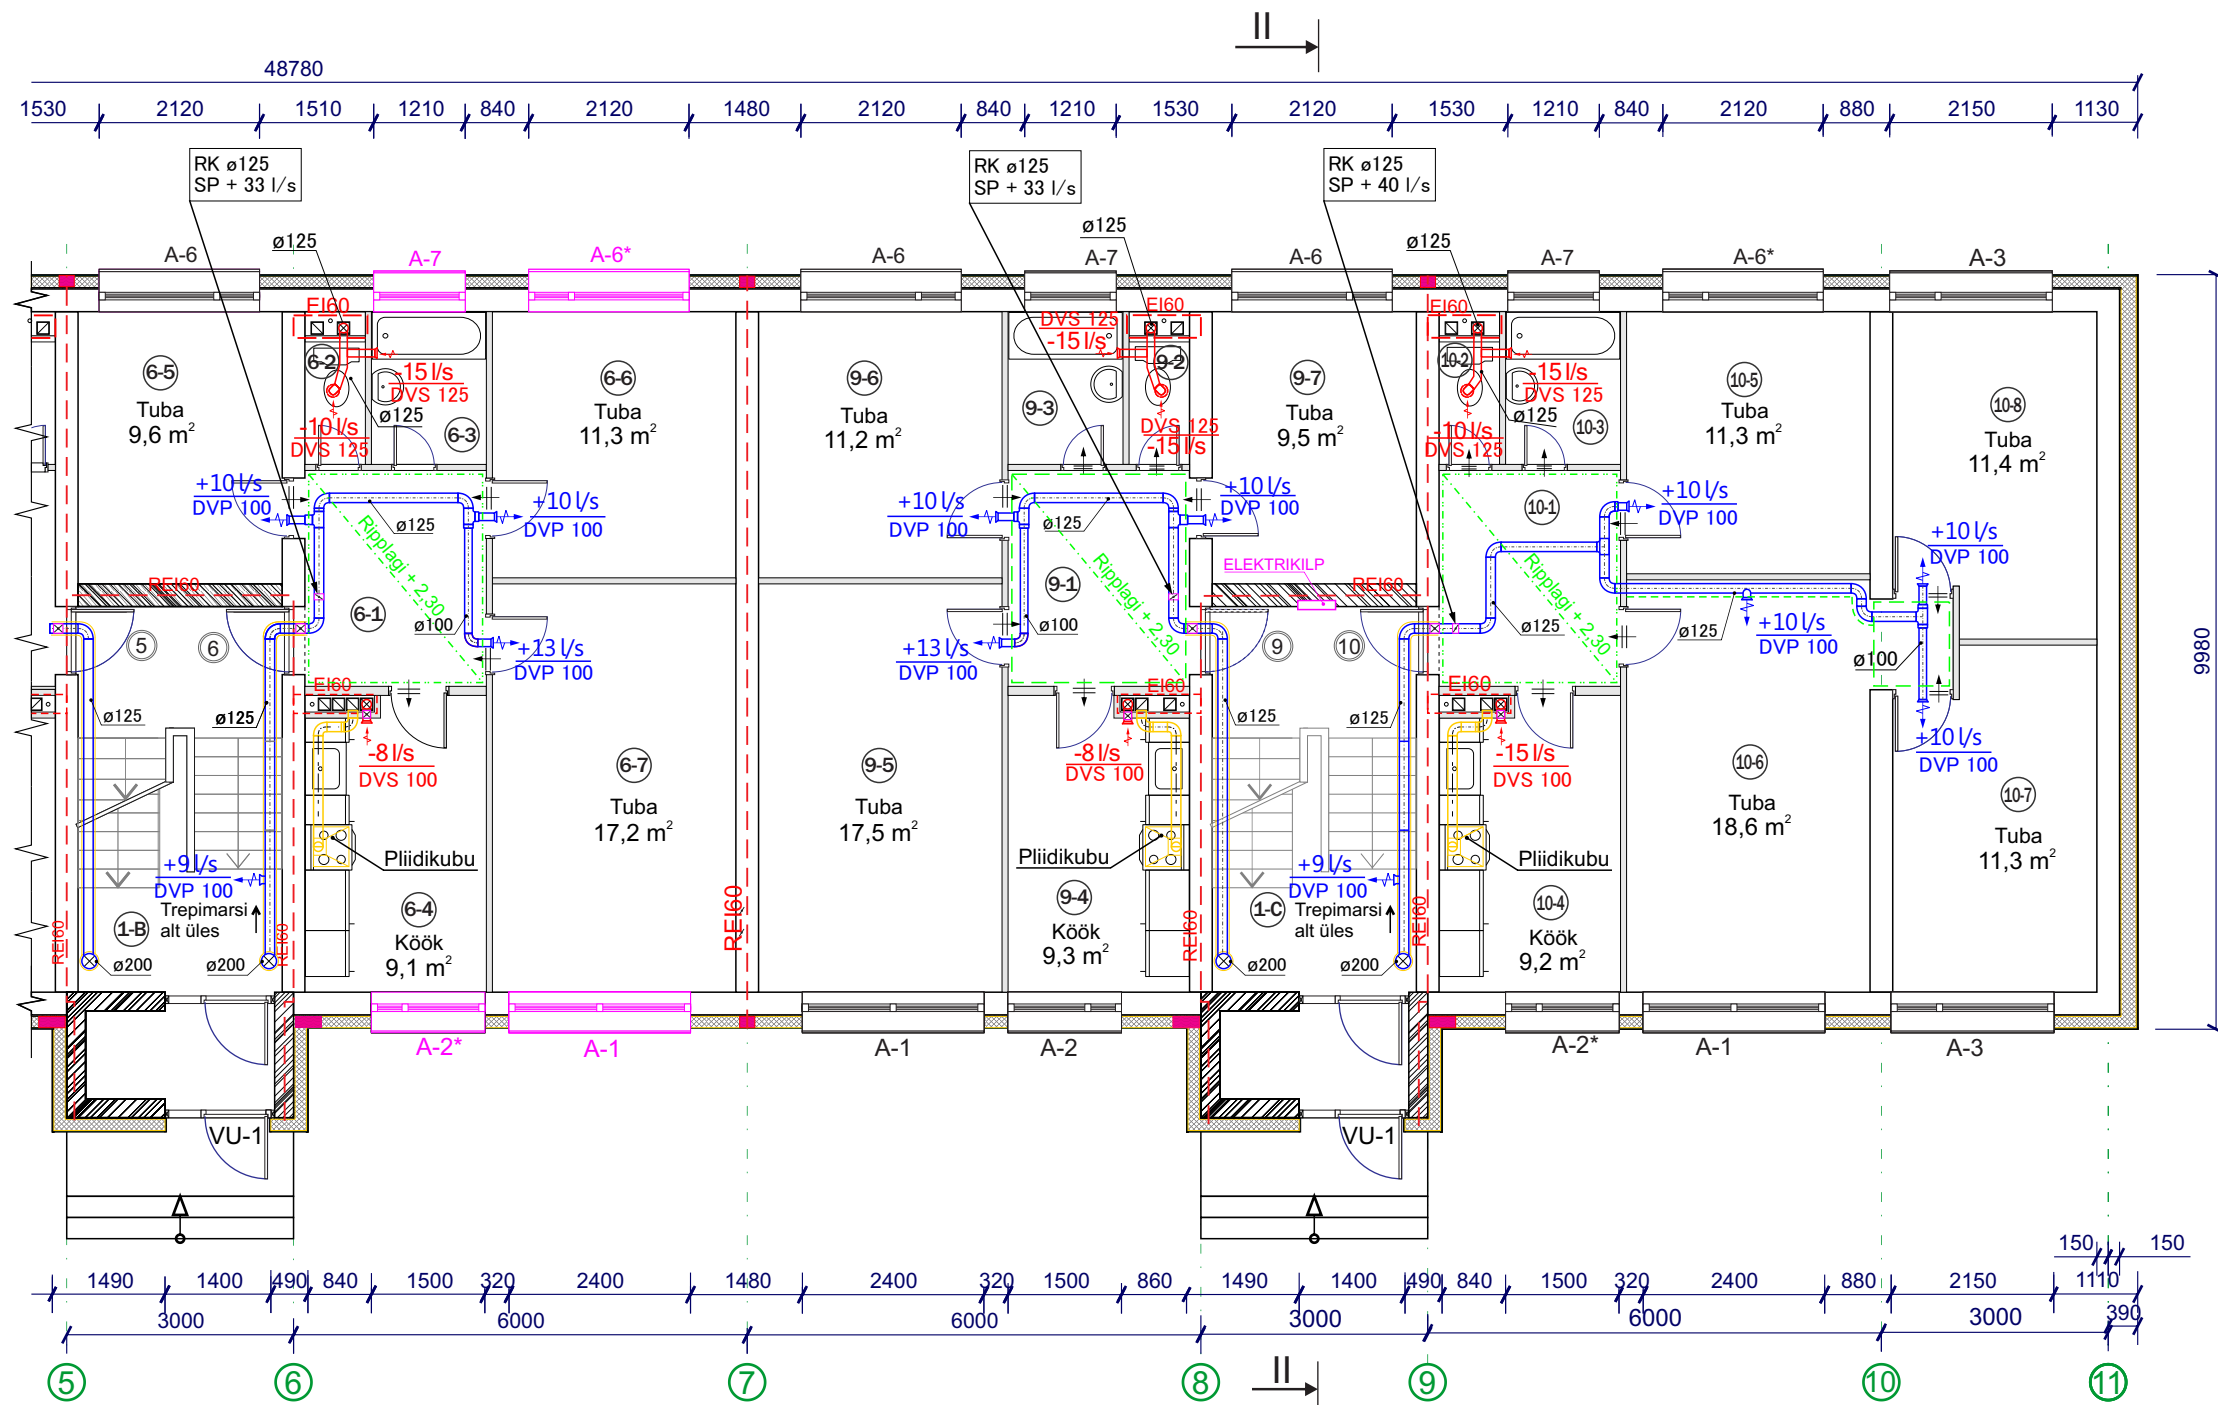 II
48780
1530 2120 1510 1210 840 2120 1480 2120 840 1210 1530 2120 1530 1210 840 2120 880 2150 1130
RK ø125
SP + 33 l/s
RK ø125
SP + 33 l/s
RK ø125
SP + 40 l/s
ø125
ø125
ø125
A-6 A-7 A-6* A-6 A-7 A-6 A-7 A-6* A-3
EI60
EI60
EI60
6-5
Tuba
9,6 m²
6-2
-15 l/s
DVS 125
ø125
-10 l/s
DVS 125
6-3
6-6
Tuba
11,3 m²
9-6
Tuba
11,2 m²
DVS 125
-15 l/s
9-2
9-3
DVS 125
-15 l/s
9-7
Tuba
9,5 m²
10-2
-15 l/s
DVS 125
ø125
-10 l/s
DVS 125
10-3
10-5
Tuba
11,3 m²
10-8
Tuba
11,4 m²
+10 l/s
DVP 100
+10 l/s
DVP 100
+10 l/s
DVP 100
+10 l/s
DVP 100
+10 l/s
DVP 100
+10 l/s
DVP 100
ø125
ø125
10-1
Ripplagi + 2,30
Ripplagi + 2,30
Ripplagi + 2,30
REI60
ELEKTRIKILP
REI60
6-1
9-1
ø100
ø100
ø125
ø125
ø100
+13 l/s
DVP 100
+13 l/s
DVP 100
+10 l/s
DVP 100
+10 l/s
DVP 100
5
6
9
10
EI60
EI60
EI60
ø125
ø125
ø125
ø125
-8 l/s
DVS 100
-8 l/s
DVS 100
-15 l/s
DVS 100
6-7
Tuba
17,2 m²
9-5
Tuba
17,5 m²
10-6
Tuba
18,6 m²
10-7
Tuba
11,3 m²
Pliidikubu
Pliidikubu
Pliidikubu
+9 l/s
DVP 100
+9 l/s
DVP 100
1-B
Trepimarsi
alt üles
1-C
Trepimarsi
alt üles
6-4
Köök
9,1 m²
9-4
Köök
9,3 m²
10-4
Köök
9,2 m²
REI60
REI60
REI60
REI60
REI60
ø200
ø200
ø200
ø200
A-2* A-1 A-1 A-2 A-2* A-1 A-3
VU-1
VU-1
9980
150 150
1490 1400 490 840 1500 320 2400 1480 2400 320 1500 860 1490 1400 490 840 1500 320 2400 880 2150 1110
3000 6000 6000 3000 6000 3000 390
5 6 7 8 II 9 10 11